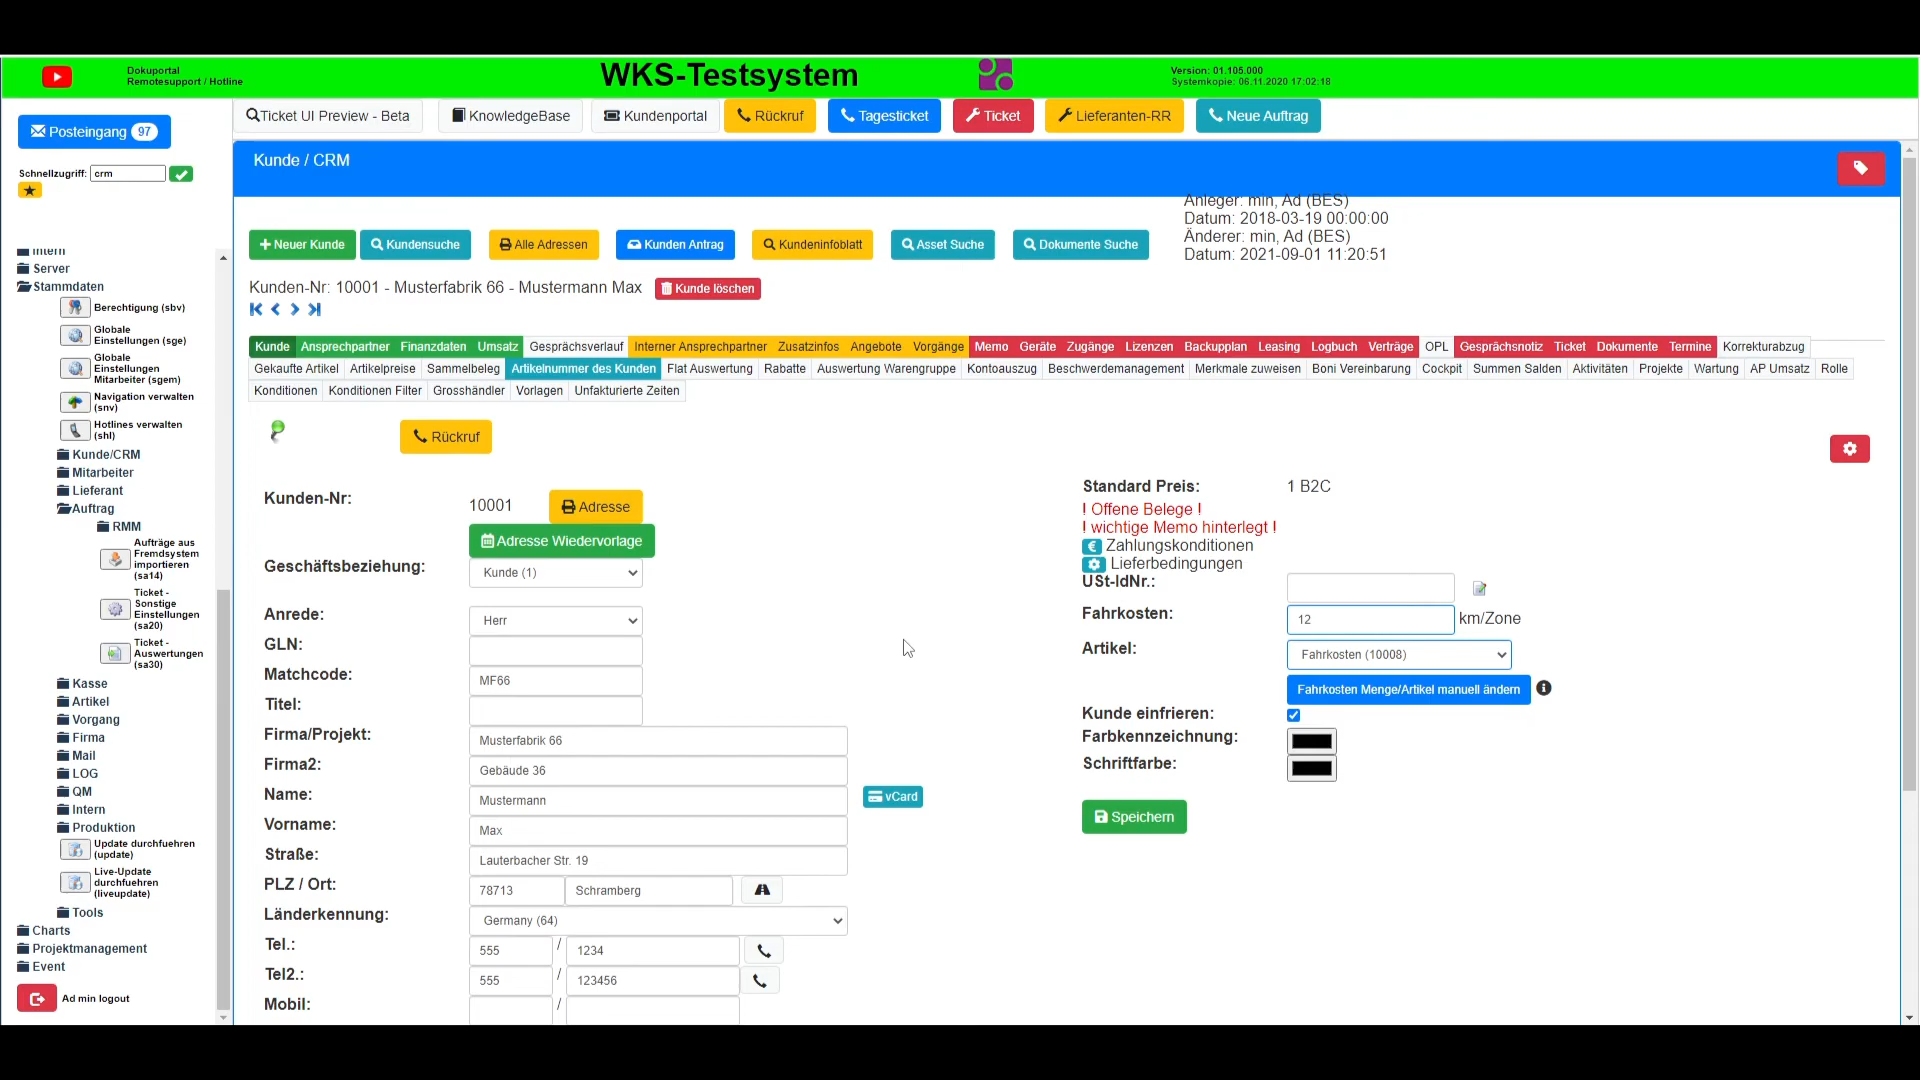 Dokuportal
Remotesupport / Hotline
WKS-Testsystem
Version: 01.105.000
Systemkopie: 06.11.2020 17:02:18
Posteingang 97
Ticket UI Preview - Beta
KnowledgeBase
Kundenportal
Rückruf
Tagesticket
Ticket
Lieferanten-RR
Neue Auftrag
Schnellzugriff: crm
Kunde / CRM
Anleger: min, Ad (BES)
Datum: 2018-03-19 00:00:00
Änderer: min, Ad (BES)
Datum: 2021-09-01 11:20:51
Neuer Kunde
Kundensuche
Alle Adressen
Kunden Antrag
Kundeninfoblatt
Asset Suche
Dokumente Suche
Kunden-Nr: 10001 - Musterfabrik 66 - Mustermann Max
Kunde löschen
Kunde Ansprechpartner Finanzdaten Umsatz Gesprächsverlauf Interner Ansprechpartner Zusatzinfos Angebote Vorgänge Memo Geräte Zugänge Lizenzen Backupplan Leasing Logbuch Verträge OPL Gesprächsnotiz Ticket Dokumente Termine Korrekturabzug
Gekaufte Artikel Artikelpreise Sammelbeleg Artikelnummer des Kunden Flat Auswertung Rabatte Auswertung Warengruppe Kontoauszug Beschwerdemanagement Merkmale zuweisen Boni Vereinbarung Cockpit Summen Salden Aktivitäten Projekte Wartung AP Umsatz Rolle
Konditionen Konditionen Filter Grosshändler Vorlagen Unfakturierte Zeiten
Intern
Server
Stammdaten
Berechtigung (sbv)
Globale
Einstellungen (sge)
Globale
Einstellungen
Mitarbeiter (sgem)
Navigation verwalten
(snv)
Hotlines verwalten
(shl)
Kunde/CRM
Mitarbeiter
Lieferant
Auftrag
RMM
Aufträge aus
Fremdsystem
importieren
(sa14)
Ticket -
Sonstige
Einstellungen
(sa20)
Ticket -
Auswertungen
(sa30)
Kasse
Artikel
Vorgang
Firma
Mail
LOG
QM
Intern
Produktion
Update durchfuehren
(update)
Live-Update
durchfuehren
(liveupdate)
Tools
Charts
Projektmanagement
Event
Ad min logout
Rückruf
Kunden-Nr: 10001 Adresse
Adresse Wiedervorlage
Geschäftsbeziehung: Kunde (1)
Anrede: Herr
GLN:
Matchcode: MF66
Titel:
Firma/Projekt: Musterfabrik 66
Firma2: Gebäude 36
Name: Mustermann vCard
Vorname: Max
Straße: Lauterbacher Str. 19
PLZ / Ort: 78713 Schramberg
Länderkennung: Germany (64)
Tel.: 555 / 1234
Tel2.: 555 / 123456
Mobil: /
Standard Preis: 1 B2C
! Offene Belege !
! wichtige Memo hinterlegt !
Zahlungskonditionen
Lieferbedingungen
USt-IdNr.:
Fahrkosten: 12 km/Zone
Artikel: Fahrkosten (10008)
Fahrkosten Menge/Artikel manuell ändern
Kunde einfrieren:
Farbkennzeichnung:
Schriftfarbe:
Speichern